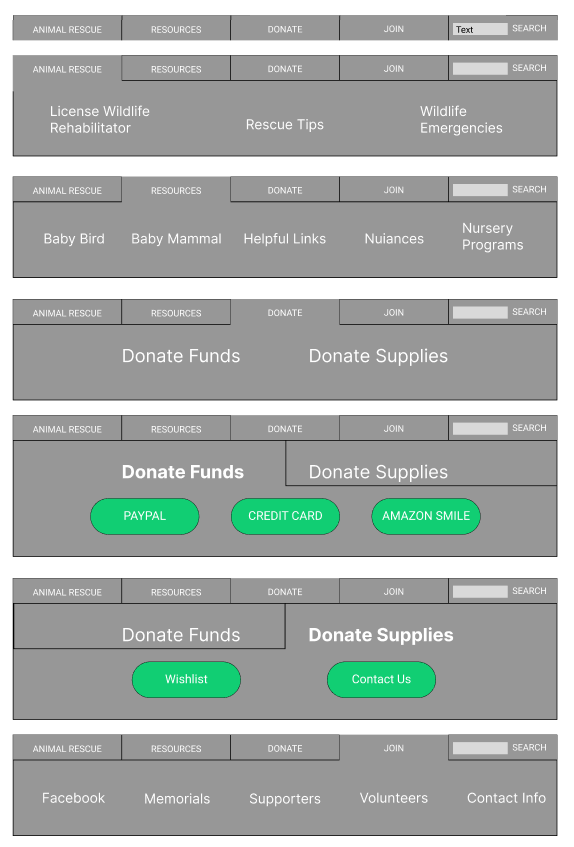 ANIMAL RESCUE RESOURCES DONATE JOIN Text SEARCH
ANIMAL RESCUE RESOURCES DONATE JOIN SEARCH
License Wildlife
Rehabilitator
Rescue Tips
Wildlife
Emergencies
ANIMAL RESCUE RESOURCES DONATE JOIN SEARCH
Baby Bird Baby Mammal Helpful Links Nuiances
Nursery
Programs
ANIMAL RESCUE RESOURCES DONATE JOIN SEARCH
Donate Funds Donate Supplies
ANIMAL RESCUE RESOURCES DONATE JOIN SEARCH
Donate Funds Donate Supplies
PAYPAL CREDIT CARD AMAZON SMILE
ANIMAL RESCUE RESOURCES DONATE JOIN SEARCH
Donate Funds Donate Supplies
Wishlist Contact Us
ANIMAL RESCUE RESOURCES DONATE JOIN SEARCH
Facebook Memorials Supporters Volunteers Contact Info